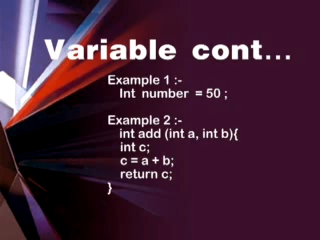 Variable cont...
Example 1 :-
Int number = 50 ;
Example 2 :-
int add (int a, int b){
int c;
c = a + b;
return c;
}